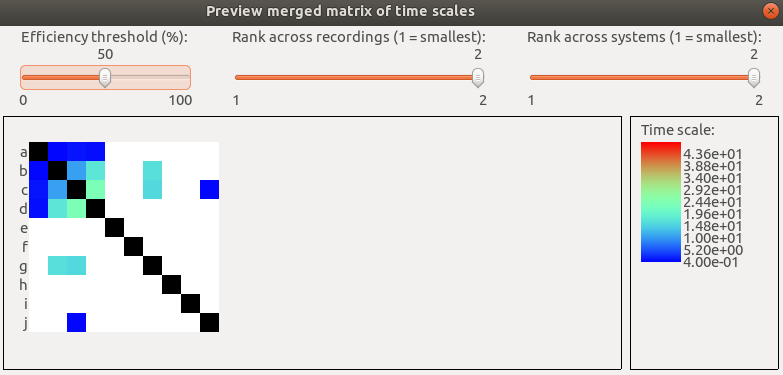 Preview merged matrix of time scales
Efficiency threshold (%):
50
0 100
Rank across recordings (1 = smallest):
2
1 2
Rank across systems (1 = smallest):
2
1 2
a
b
c
d
e
f
g
h
i
j
Time scale:
4.36e+01
3.88e+01
3.40e+01
2.92e+01
2.44e+01
1.96e+01
1.48e+01
1.00e+01
5.20e+00
4.00e-01